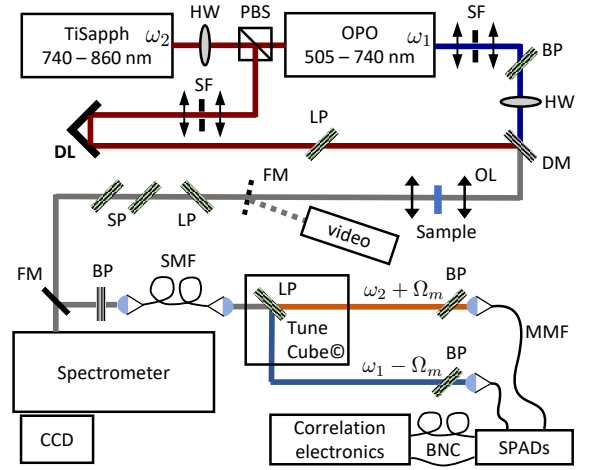 TiSapph ω₂
740 – 860 nm
HW
PBS
OPO ω₁
505 – 740 nm
SF
BP
HW
SF
LP
DL
DM
FM
OL
SP
LP
video
Sample
FM
BP
SMF
LP
Tune
Cube©
ω₂ + Ωₘ
BP
MMF
ω₁ − Ωₘ
BP
Spectrometer
CCD
Correlation
electronics
BNC
SPADs